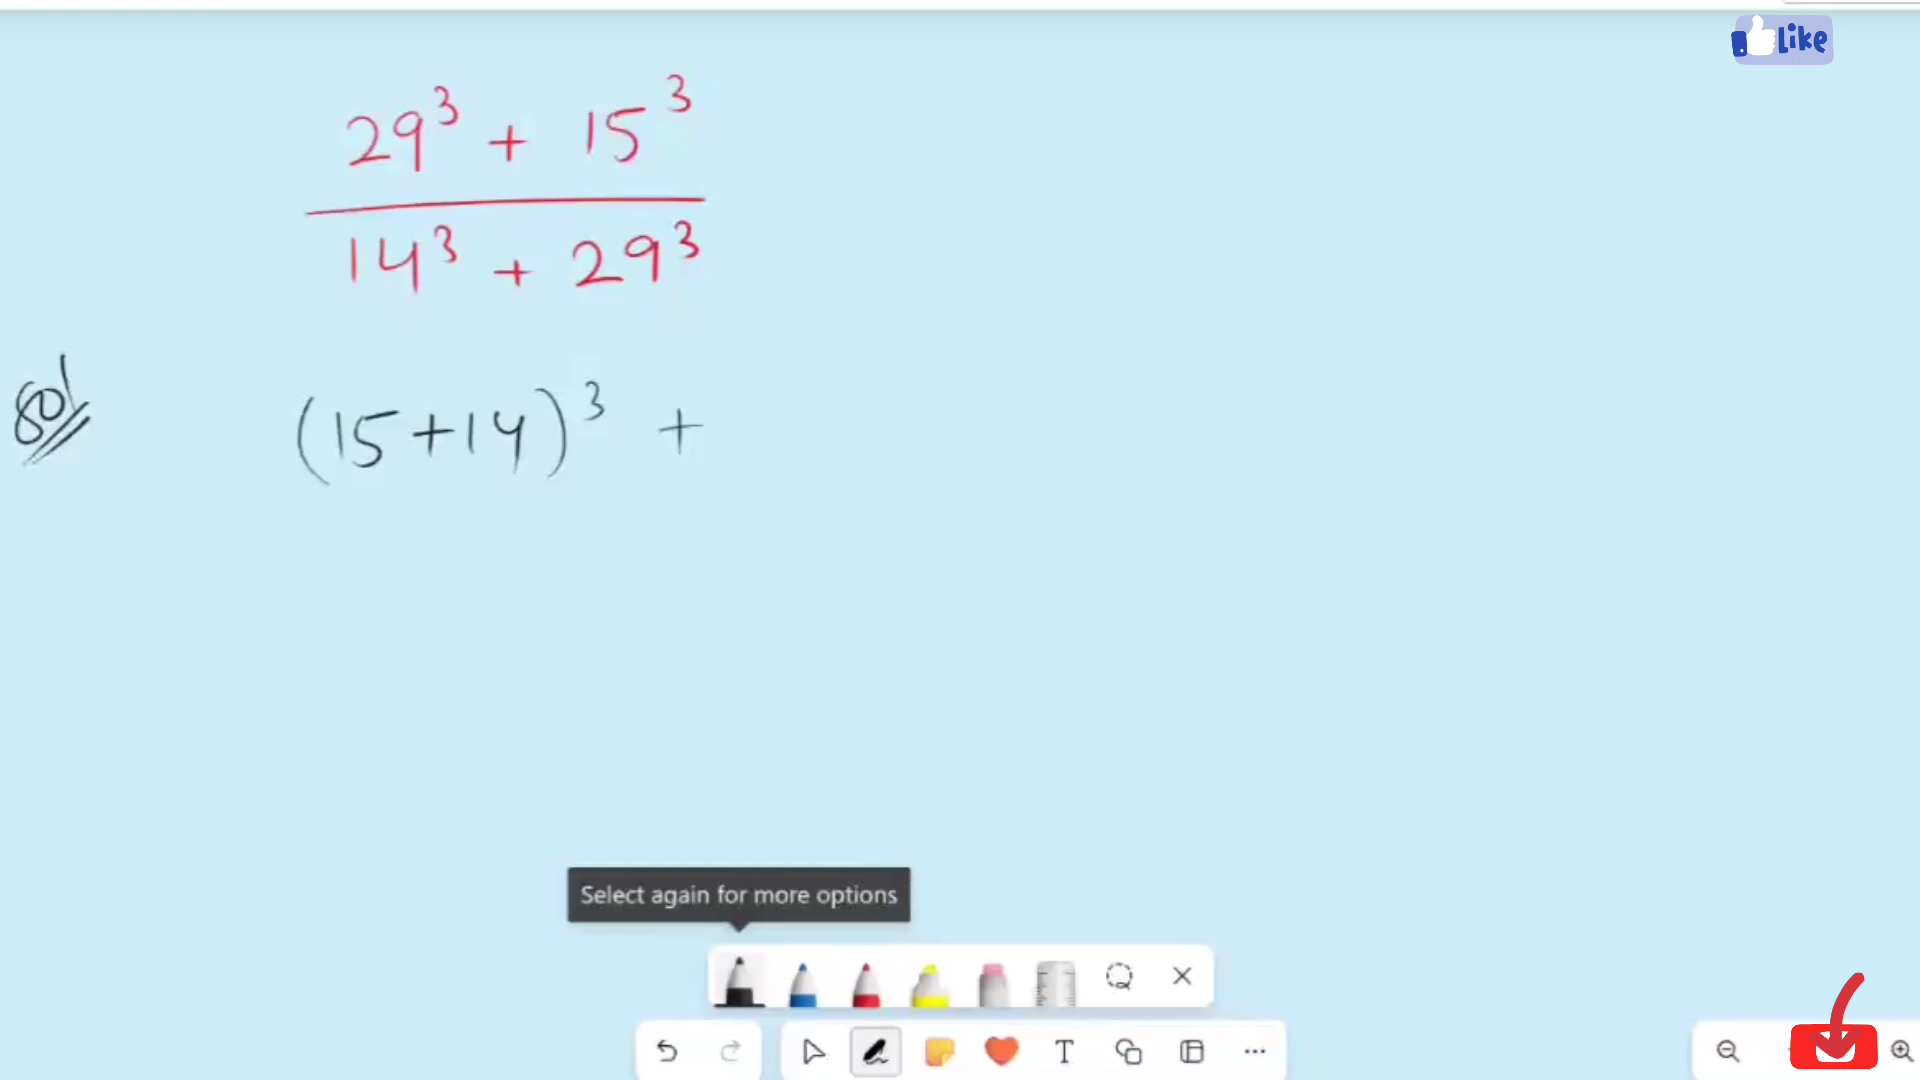 Like
29³ + 15³
14³ + 29³
Sol
(15+14)³ +
Select again for more options
T